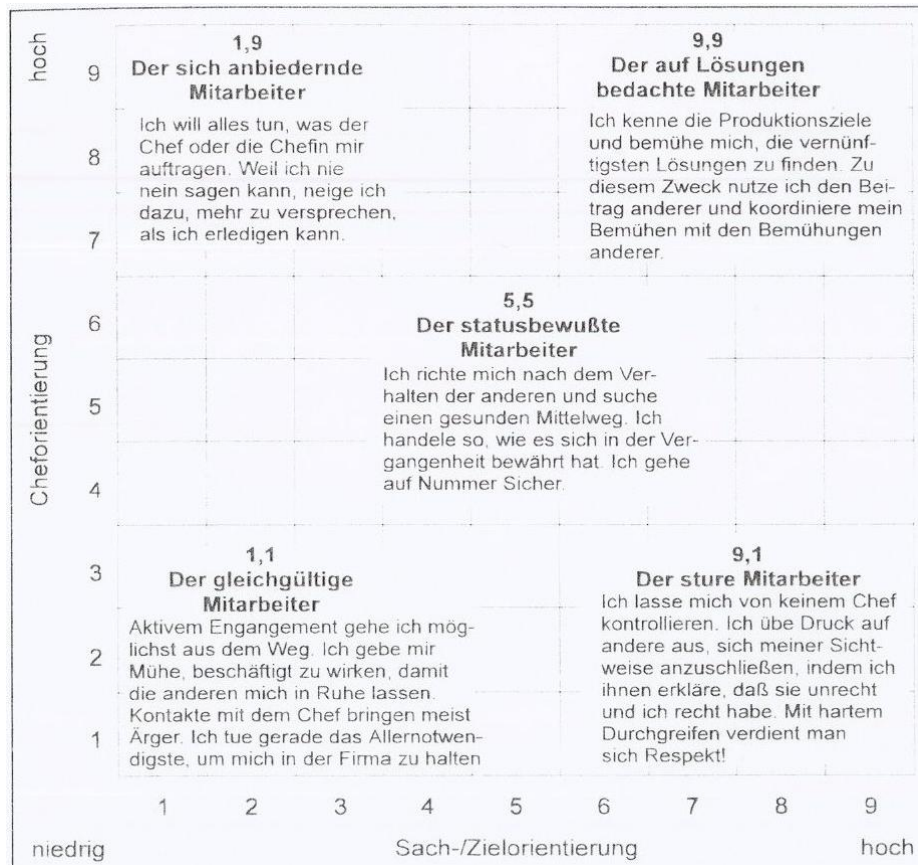 hoch
Cheforientierung
9
8
7
6
5
4
3
2
1
1,9
Der sich anbiedernde
Mitarbeiter
Ich will alles tun, was der
Chef oder die Chefin mir
auftragen. Weil ich nie
nein sagen kann, neige ich
dazu, mehr zu versprechen,
als ich erledigen kann.
9,9
Der auf Lösungen
bedachte Mitarbeiter
Ich kenne die Produktionsziele
und bemühe mich, die vernünf-
tigsten Lösungen zu finden. Zu
diesem Zweck nutze ich den Bei-
trag anderer und koordiniere mein
Bemühen mit den Bemühungen
anderer.
5,5
Der statusbewußte
Mitarbeiter
Ich richte mich nach dem Ver-
halten der anderen und suche
einen gesunden Mittelweg. Ich
handele so, wie es sich in der Ver-
gangenheit bewährt hat. Ich gehe
auf Nummer Sicher.
1,1
Der gleichgültige
Mitarbeiter
Aktivem Engangement gehe ich mög-
lichst aus dem Weg. Ich gebe mir
Mühe, beschäftigt zu wirken, damit
die anderen mich in Ruhe lassen.
Kontakte mit dem Chef bringen meist
Ärger. Ich tue gerade das Allernotwen-
digste, um mich in der Firma zu halten
9,1
Der sture Mitarbeiter
Ich lasse mich von keinem Chef
kontrollieren. Ich übe Druck auf
andere aus, sich meiner Sicht-
weise anzuschließen, indem ich
ihnen erkläre, daß sie unrecht
und ich recht habe. Mit hartem
Durchgreifen verdient man
sich Respekt!
1 2 3 4 5 6 7 8 9
niedrig Sach-/Zielorientierung hoch